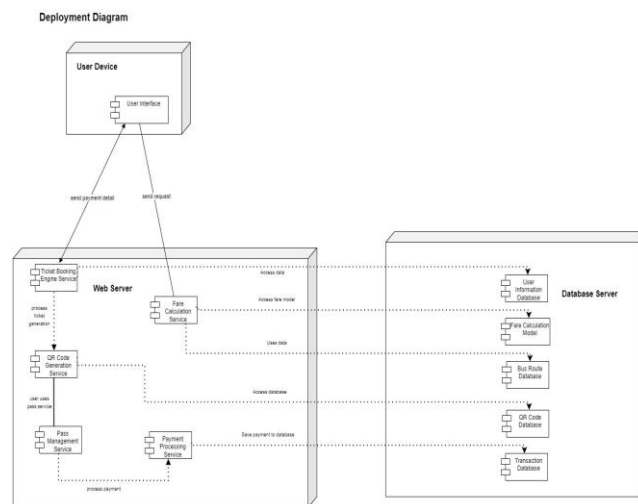 Deployment Diagram
User Device
User Interface
send payment detail
send request
Ticket Booking
Engine Service
Web Server
Access data
User
Information
Database
Database Server
process
ticket
generation
Fare
Calculation
Service
Access fare model
Fare Calculation
Model
Uses data
QR Code
Generation
Service
Bus Route
Database
user uses
pass service
Access database
QR Code
Database
Pass
Management
Service
Payment
Processing
Service
Save payment to database
Transaction
Database
process payment